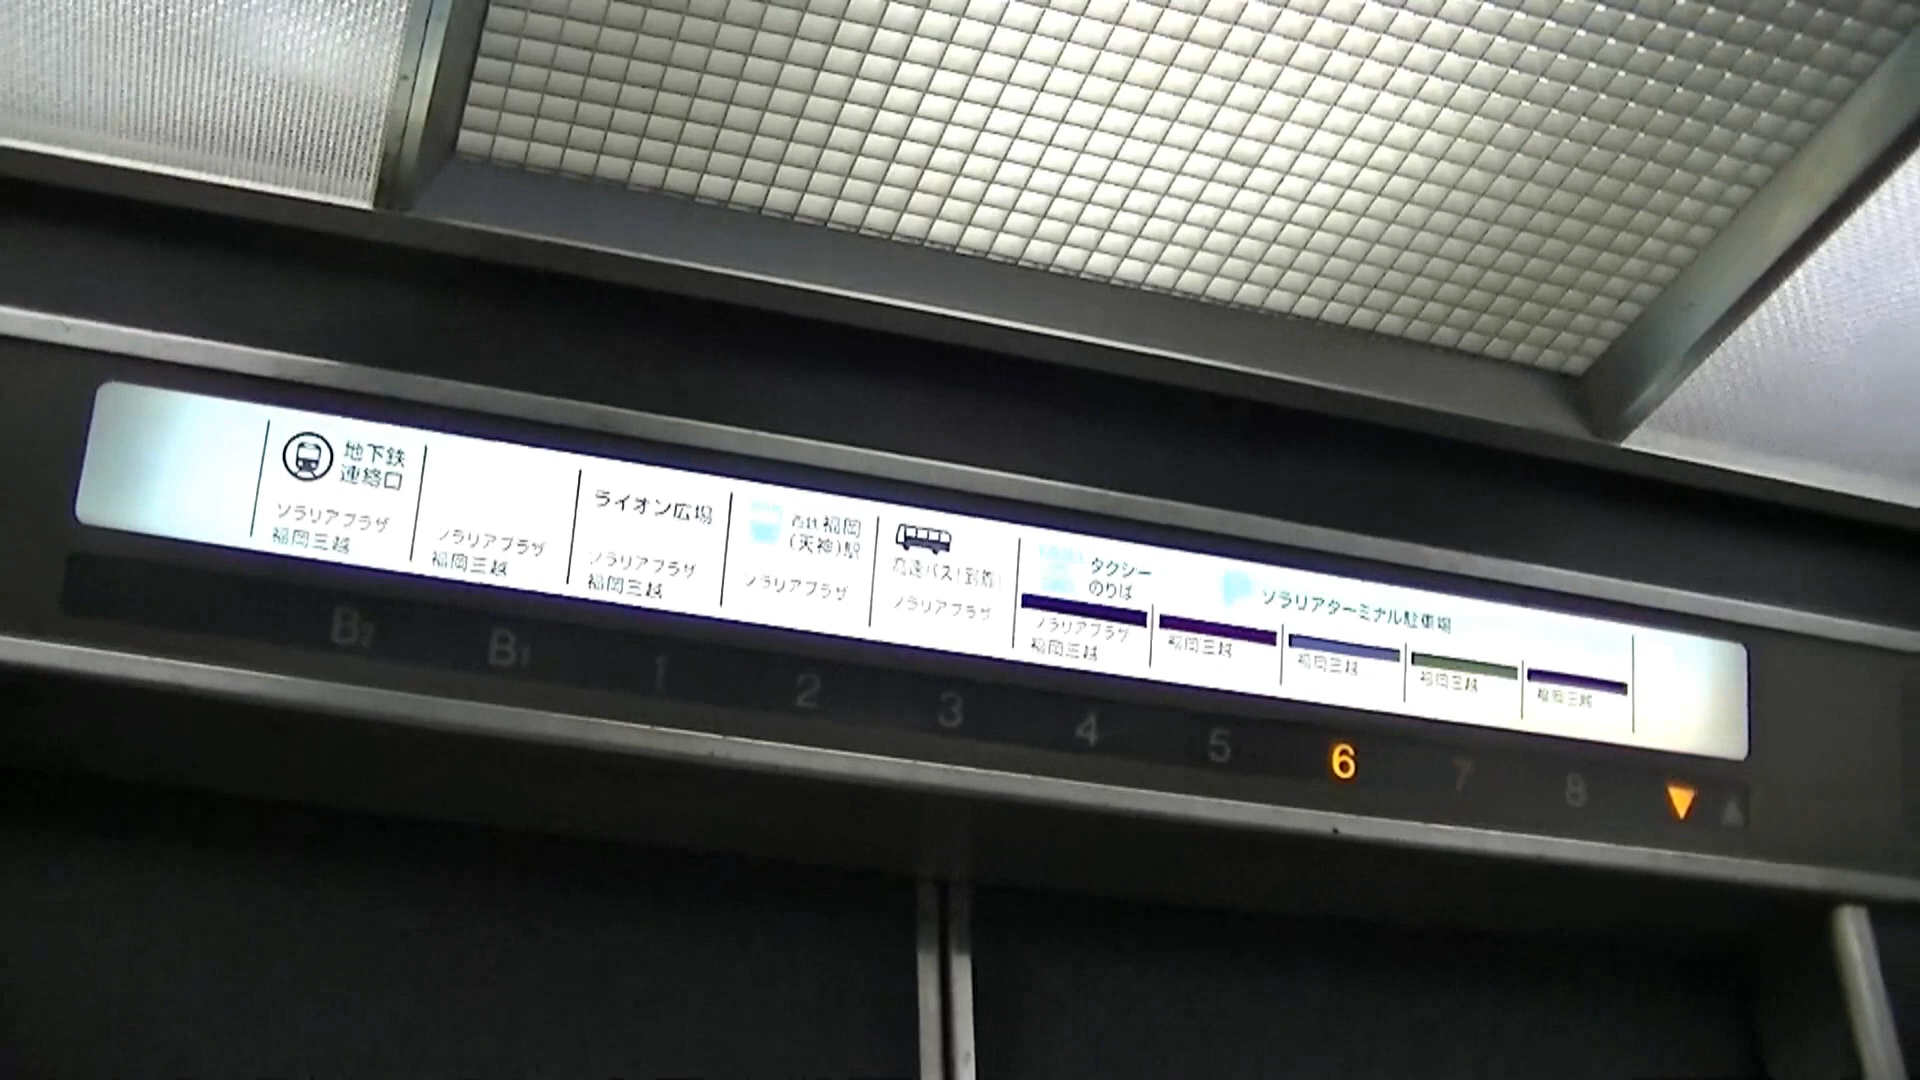 地下鉄
連絡口
ソラリアプラザ
福岡三越
ソラリアプラザ
福岡三越
ライオン広場
ソラリアプラザ
福岡三越
西鉄福岡
(天神)駅
ソラリアプラザ
高速バス(到着)
ソラリアプラザ
タクシー
のりば
ソラリアプラザ
福岡三越
ソラリアターミナル駐車場
福岡三越
福岡三越
福岡三越
福岡三越
B2 B1 1 2 3 4 5 6 7 8 ▼ ▲